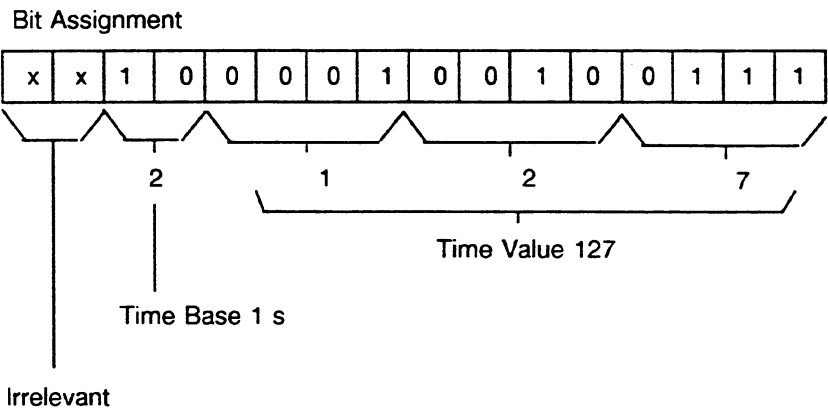 Bit Assignment
x x 1 0 0 0 0 1 0 0 1 0 0 1 1 1
2 1 2 7
Time Value 127
Time Base 1 s
Irrelevant